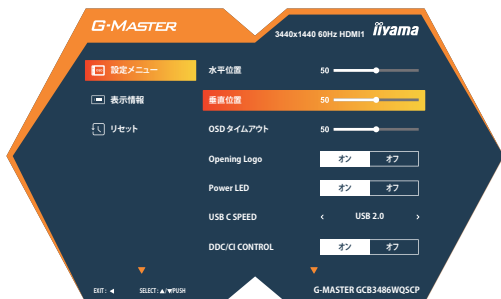 G-MASTER
3440x1440 60Hz HDMI1 iiyama
設定メニュー
表示情報
リセット
水平位置 50
垂直位置 50
OSD タイムアウト 50
Opening Logo オン オフ
Power LED オン オフ
USB C SPEED ‹ USB 2.0 ›
DDC/CI CONTROL オン オフ
EXIT : ◀ SELECT : ▲/▼PUSH
G-MASTER GCB3486WQSCP